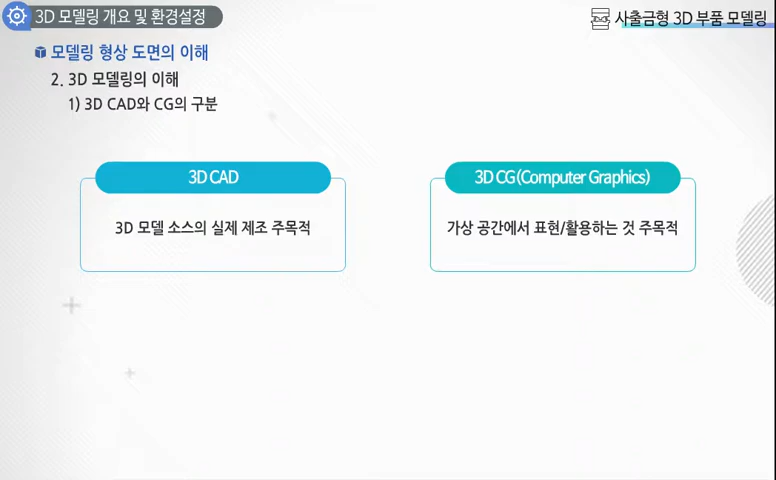 3D 모델링 개요 및 환경설정
사출금형 3D 부품 모델링
모델링 형상 도면의 이해
2. 3D 모델링의 이해
1) 3D CAD와 CG의 구분
3D CAD
3D 모델 소스의 실제 제조 주목적
3D CG(Computer Graphics)
가상 공간에서 표현/활용하는 것 주목적